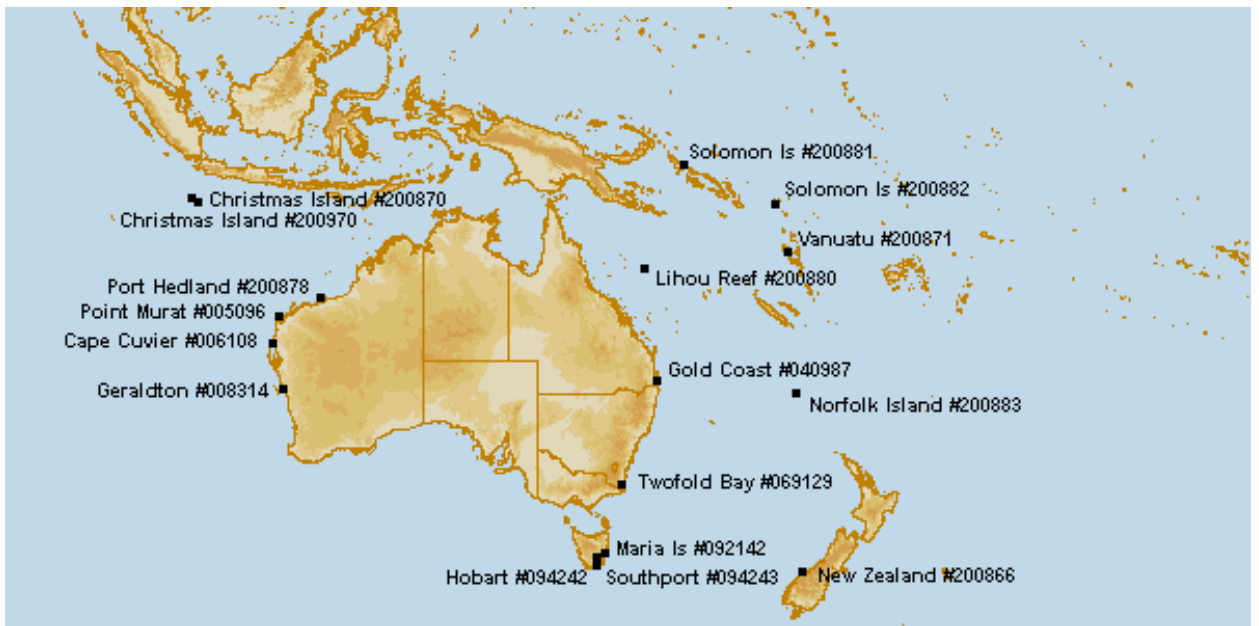 Solomon Is #200881
Solomon Is #200882
Christmas Island #200870
Christmas Island #200970
Vanuatu #200871
Lihou Reef #200880
Port Hedland #200878
Point Murat #005096
Cape Cuvier #006108
Gold Coast #040987
Geraldton #008314
Norfolk Island #200883
Twofold Bay #069129
Maria Is #092142
Hobart #094242
Southport #094243
New Zealand #200866